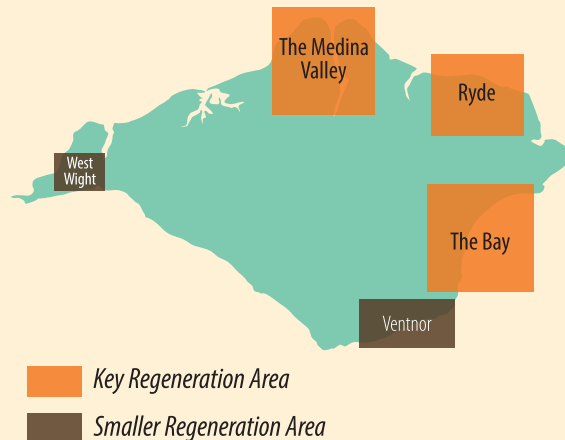 The Medina
Valley
Ryde
West
Wight
The Bay
Ventnor
Key Regeneration Area
Smaller Regeneration Area